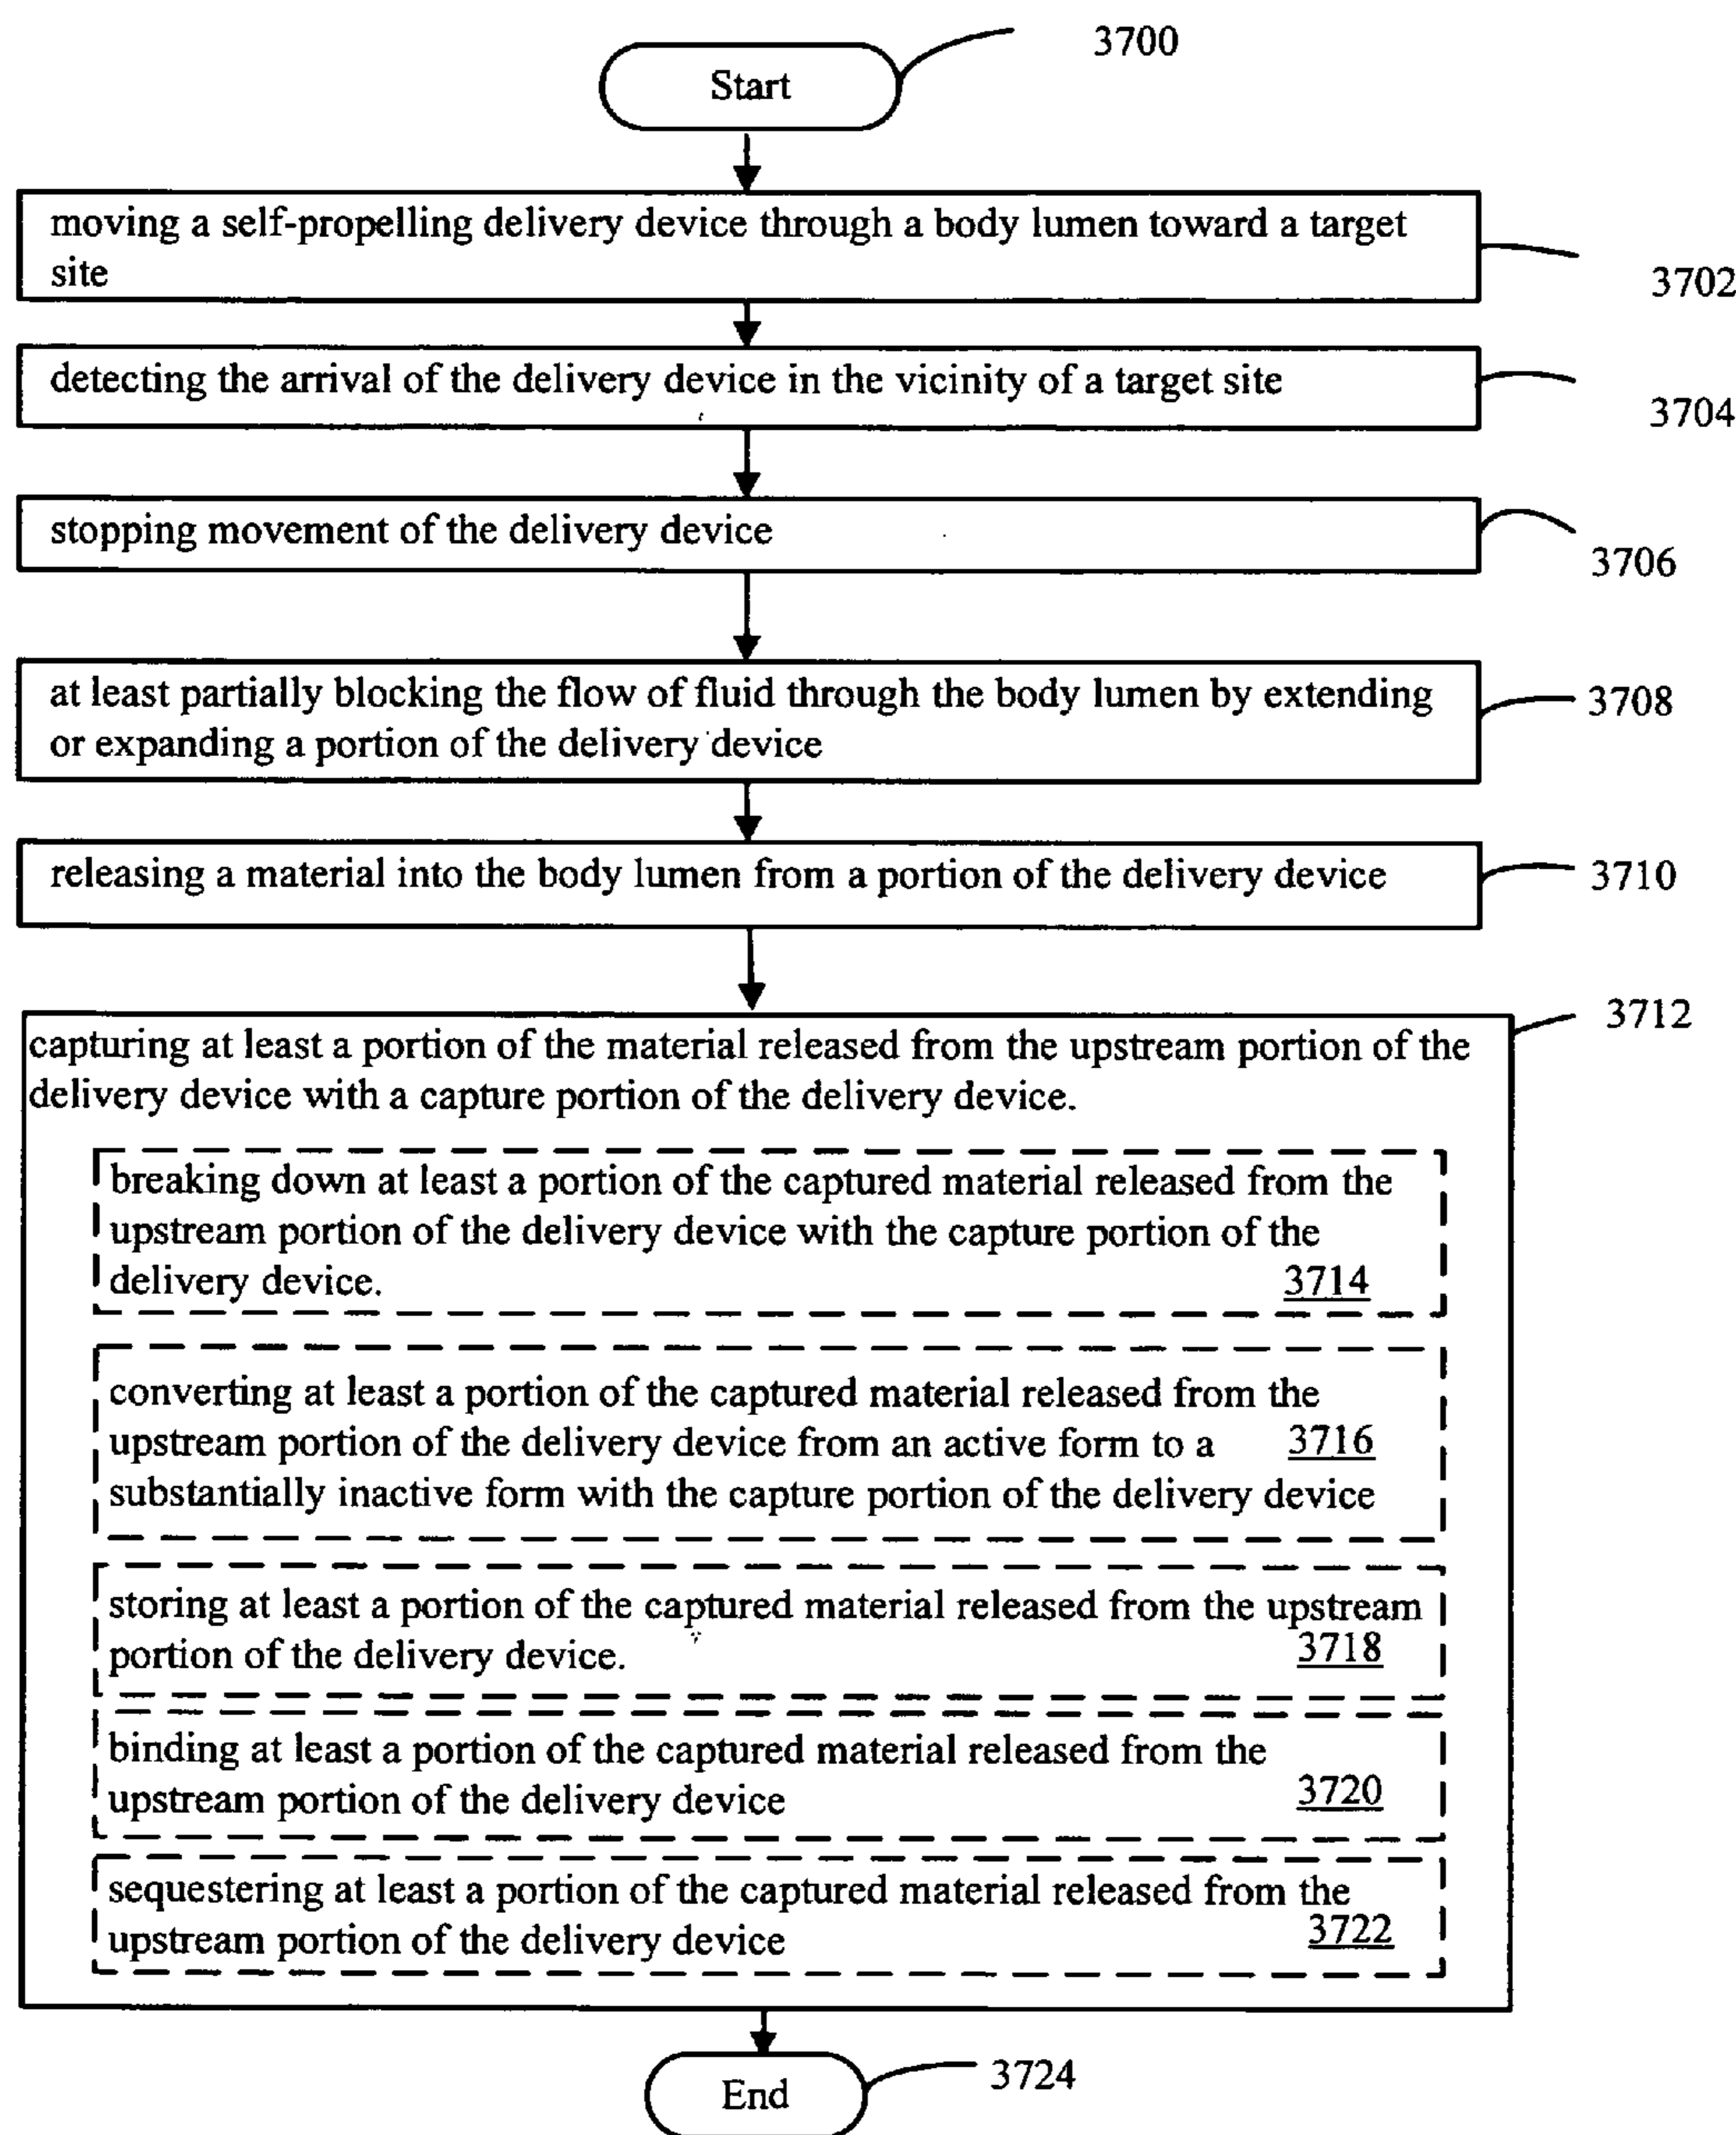 Start
3700
moving a self-propelling delivery device through a body lumen toward a target
site
3702
detecting the arrival of the delivery device in the vicinity of a target site
3704
stopping movement of the delivery device
3706
at least partially blocking the flow of fluid through the body lumen by extending
or expanding a portion of the delivery device
3708
releasing a material into the body lumen from a portion of the delivery device
3710
3712
capturing at least a portion of the material released from the upstream portion of the
delivery device with a capture portion of the delivery device.
breaking down at least a portion of the captured material released from the
upstream portion of the delivery device with the capture portion of the
delivery device. 3714
converting at least a portion of the captured material released from the
upstream portion of the delivery device from an active form to a 3716
substantially inactive form with the capture portion of the delivery device
storing at least a portion of the captured material released from the upstream
portion of the delivery device. 3718
binding at least a portion of the captured material released from the
upstream portion of the delivery device 3720
sequestering at least a portion of the captured material released from the
upstream portion of the delivery device 3722
End
3724